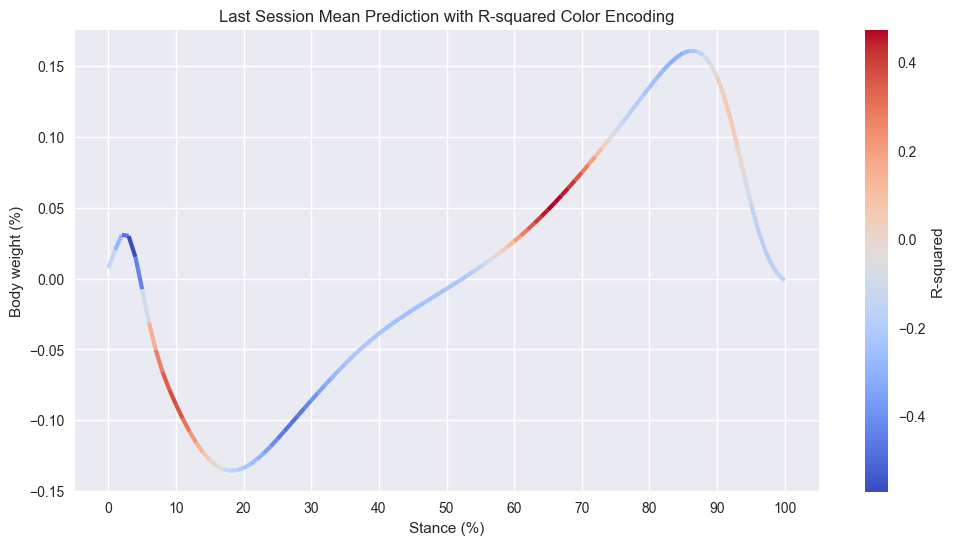 Last Session Mean Prediction with R-squared Color Encoding
Body weight (%)
0.15
0.10
0.05
0.00
−0.05
−0.10
−0.15
0 10 20 30 40 50 60 70 80 90 100
Stance (%)
0.4
0.2
0.0
−0.2
−0.4
R-squared